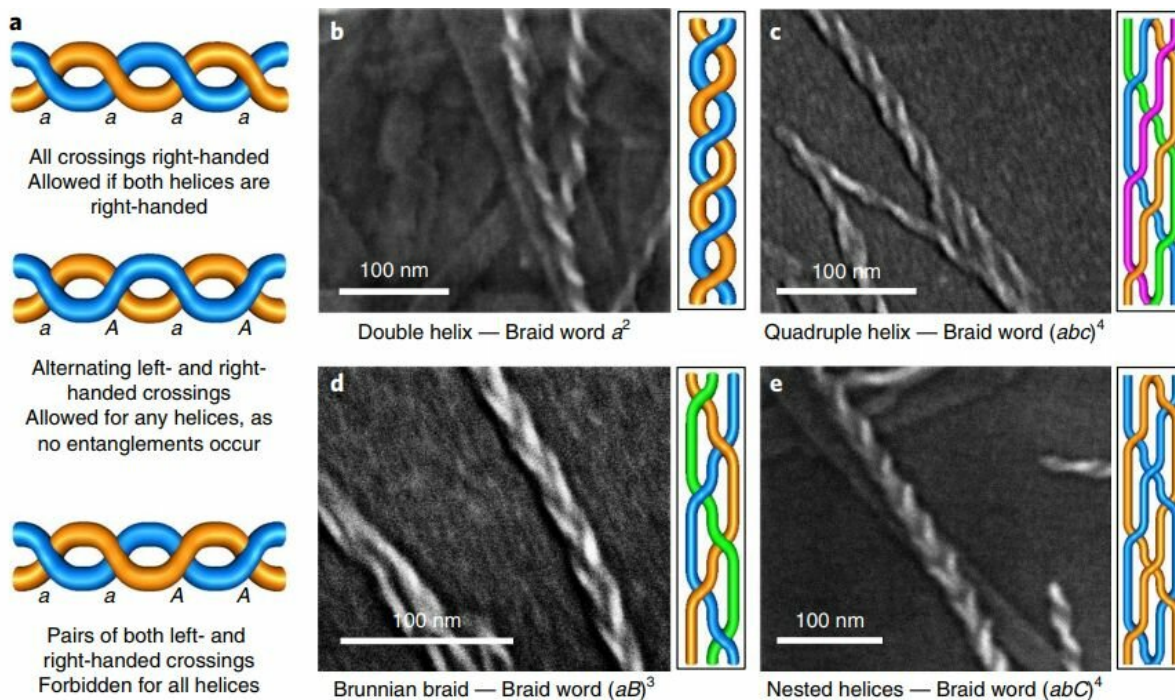 a
a a a a
All crossings right-handed
Allowed if both helices are
right-handed
a A a A
Alternating left- and right-
handed crossings
Allowed for any helices, as
no entanglements occur
a a A A
Pairs of both left- and
right-handed crossings
Forbidden for all helices
b
100 nm
Double helix — Braid word a²
c
100 nm
Quadruple helix — Braid word (abc)⁴
d
100 nm
Brunnian braid — Braid word (aB)³
e
100 nm
Nested helices — Braid word (abC)⁴